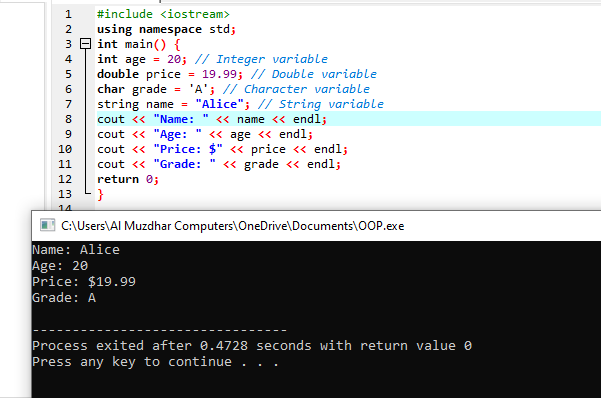 1 #include <iostream>
2 using namespace std;
3 int main() {
4 int age = 20; // Integer variable
5 double price = 19.99; // Double variable
6 char grade = 'A'; // Character variable
7 string name = "Alice"; // String variable
8 cout << "Name: " << name << endl;
9 cout << "Age: " << age << endl;
10 cout << "Price: $" << price << endl;
11 cout << "Grade: " << grade << endl;
12 return 0;
13 }
14
C:\Users\Al Muzdhar Computers\OneDrive\Documents\OOP.exe
Name: Alice
Age: 20
Price: $19.99
Grade: A
--------------------------------
Process exited after 0.4728 seconds with return value 0
Press any key to continue . . .